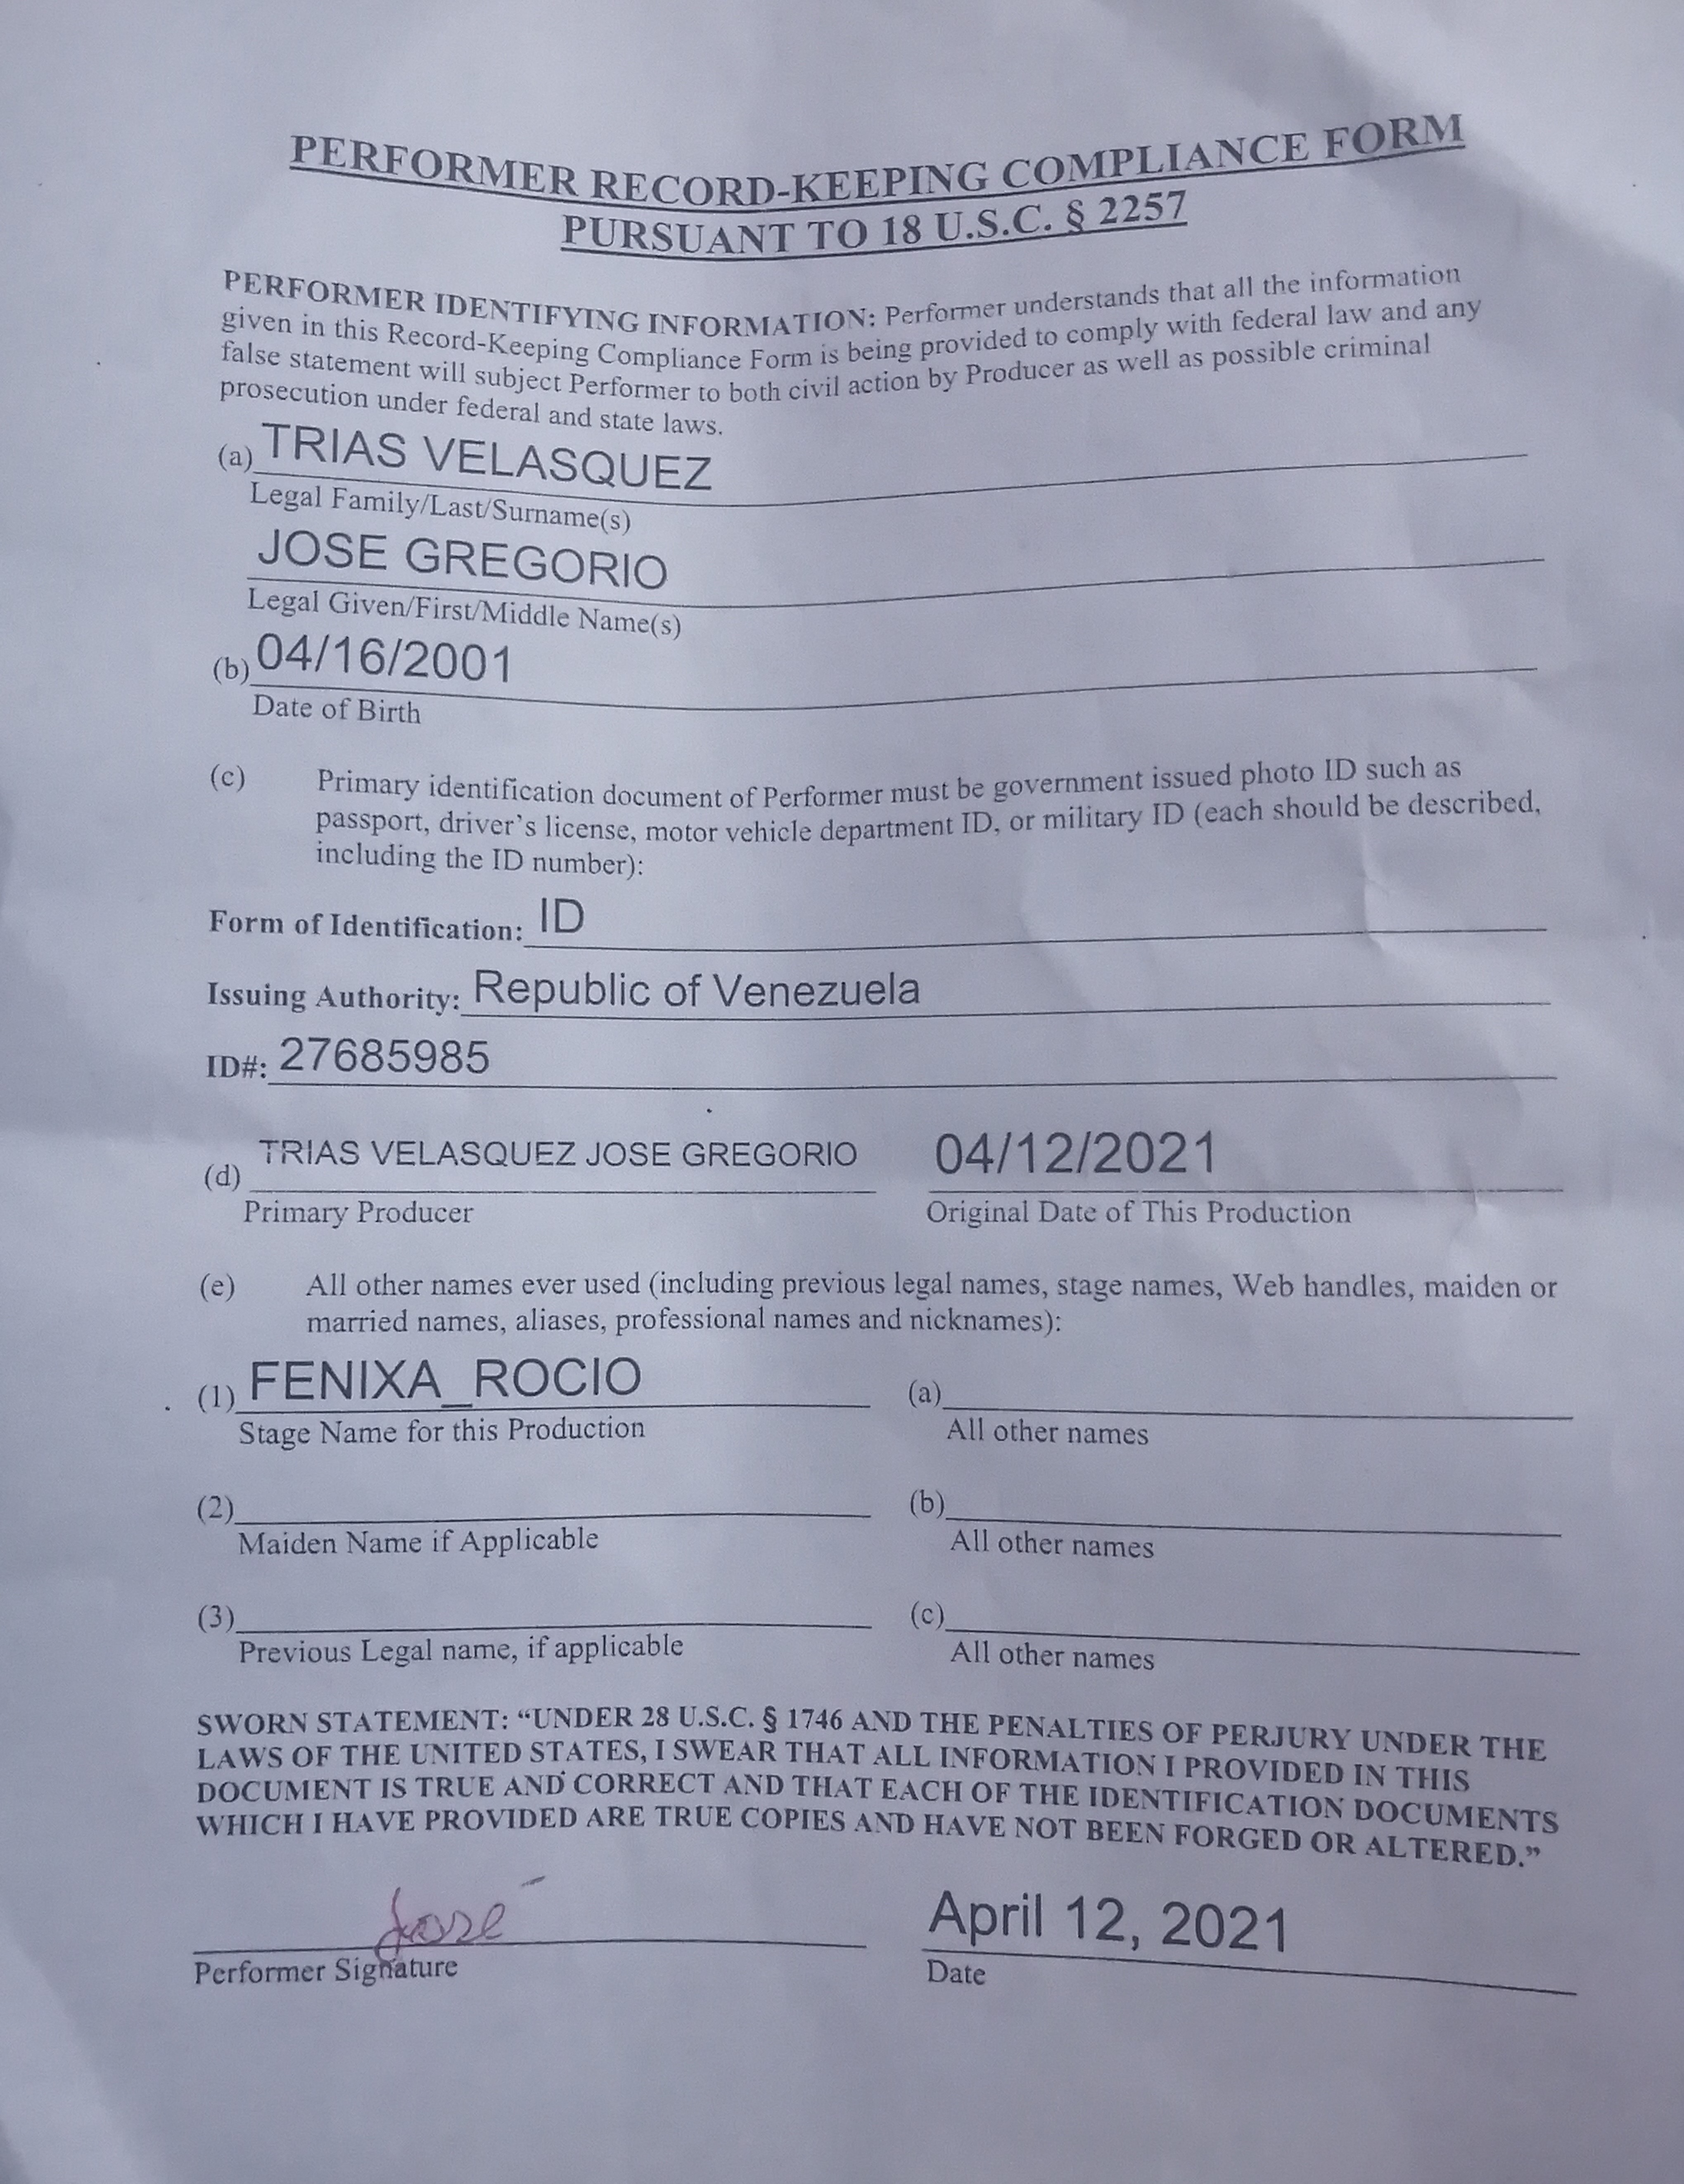 PERFORMER RECORD-KEEPING COMPLIANCE FORM
PURSUANT TO 18 U.S.C. § 2257
PERFORMER IDENTIFYING INFORMATION: Performer understands that all the information
given in this Record-Keeping Compliance Form is being provided to comply with federal law and any
false statement will subject Performer to both civil action by Producer as well as possible criminal
prosecution under federal and state laws.
(a) TRIAS VELASQUEZ
Legal Family/Last/Surname(s)
JOSE GREGORIO
Legal Given/First/Middle Name(s)
(b) 04/16/2001
Date of Birth
(c) Primary identification document of Performer must be government issued photo ID such as
passport, driver's license, motor vehicle department ID, or military ID (each should be described,
including the ID number):
Form of Identification: ID
Issuing Authority: Republic of Venezuela
ID#: 27685985
(d) TRIAS VELASQUEZ JOSE GREGORIO 04/12/2021
Primary Producer Original Date of This Production
(e) All other names ever used (including previous legal names, stage names, Web handles, maiden or
married names, aliases, professional names and nicknames):
(1) FENIXA_ROCIO (a)
Stage Name for this Production All other names
(2) (b)
Maiden Name if Applicable All other names
(3) (c)
Previous Legal name, if applicable All other names
SWORN STATEMENT: “UNDER 28 U.S.C. § 1746 AND THE PENALTIES OF PERJURY UNDER THE
LAWS OF THE UNITED STATES, I SWEAR THAT ALL INFORMATION I PROVIDED IN THIS
DOCUMENT IS TRUE AND CORRECT AND THAT EACH OF THE IDENTIFICATION DOCUMENTS
WHICH I HAVE PROVIDED ARE TRUE COPIES AND HAVE NOT BEEN FORGED OR ALTERED.”
José April 12, 2021
Performer Signature Date